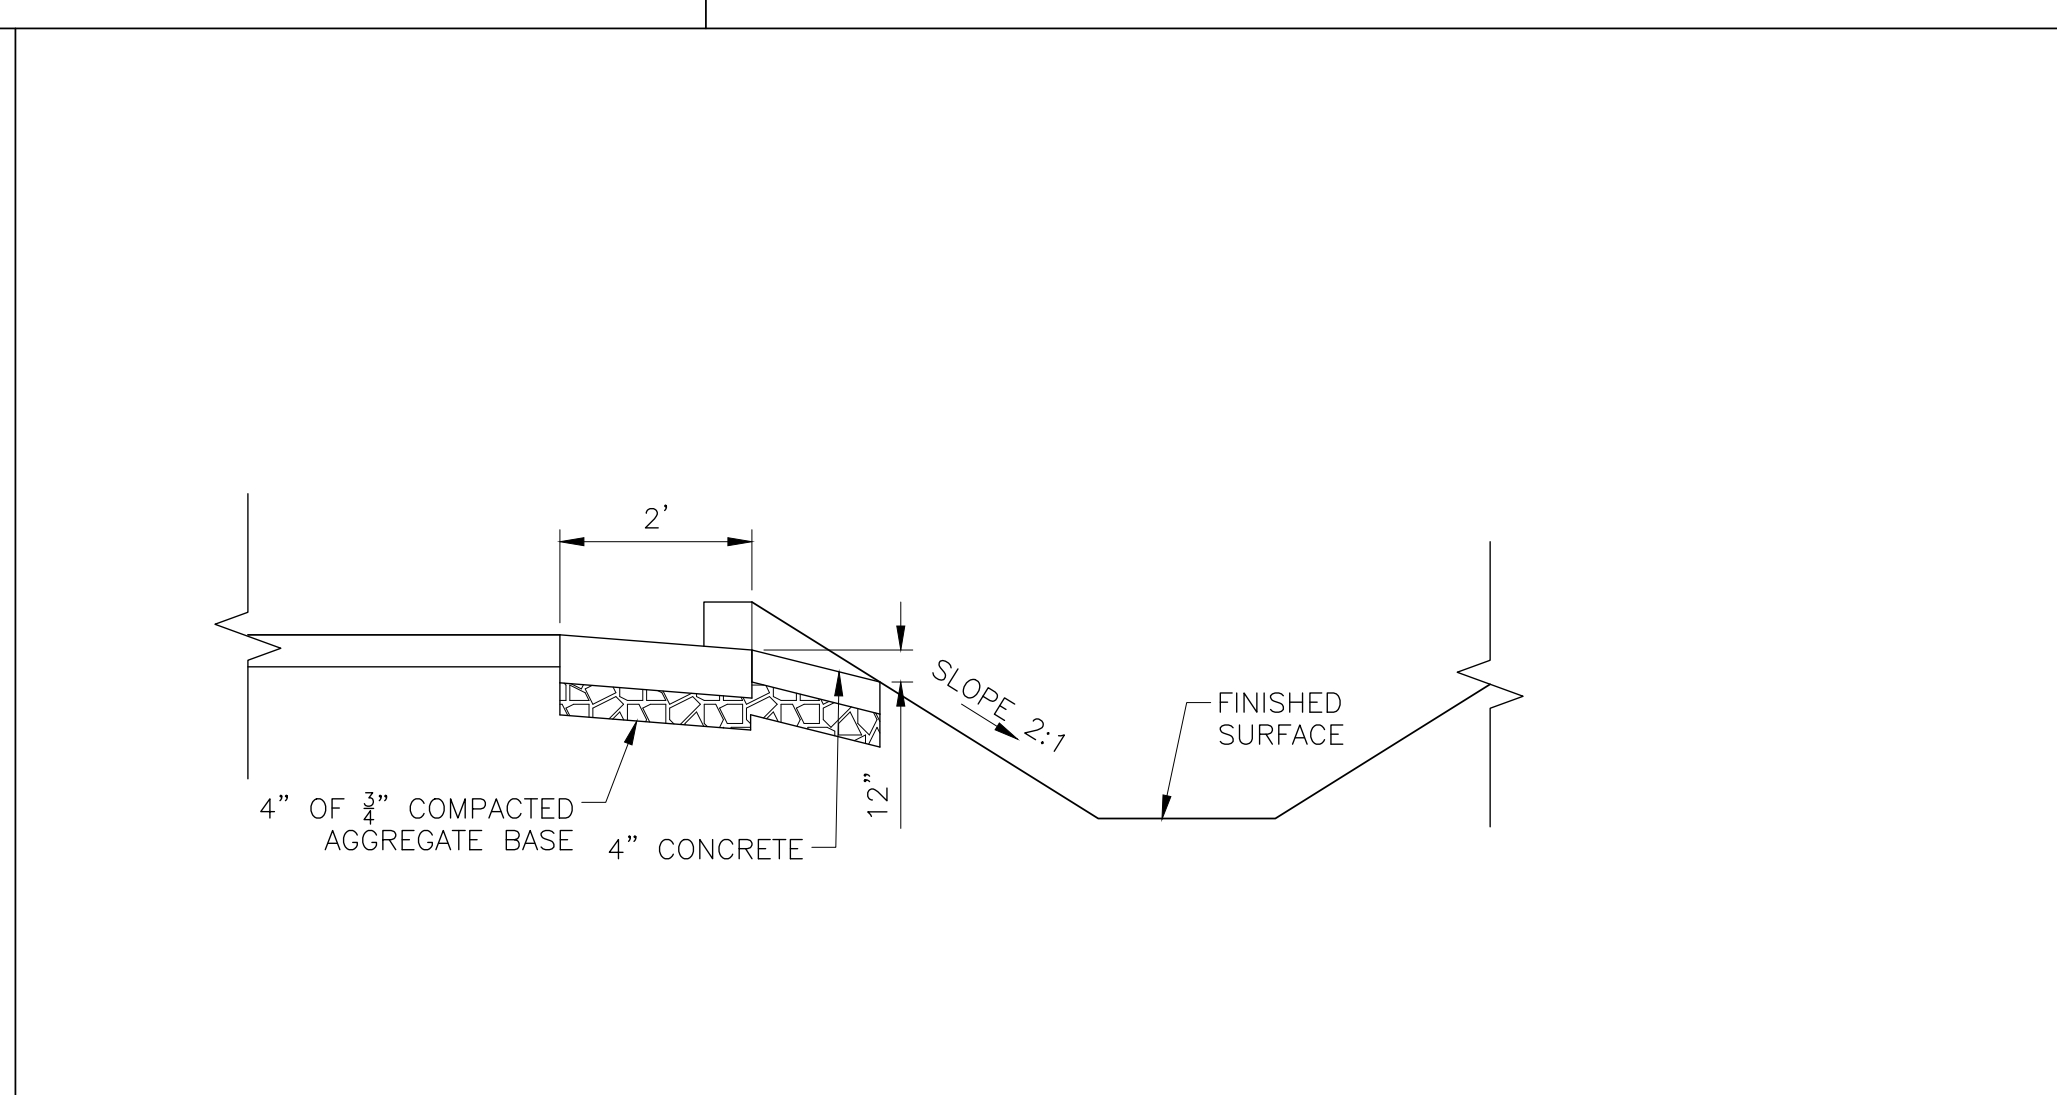 2’
SLOPE 2:1
FINISHED
SURFACE
12”
4” OF ¾” COMPACTED
AGGREGATE BASE
4” CONCRETE